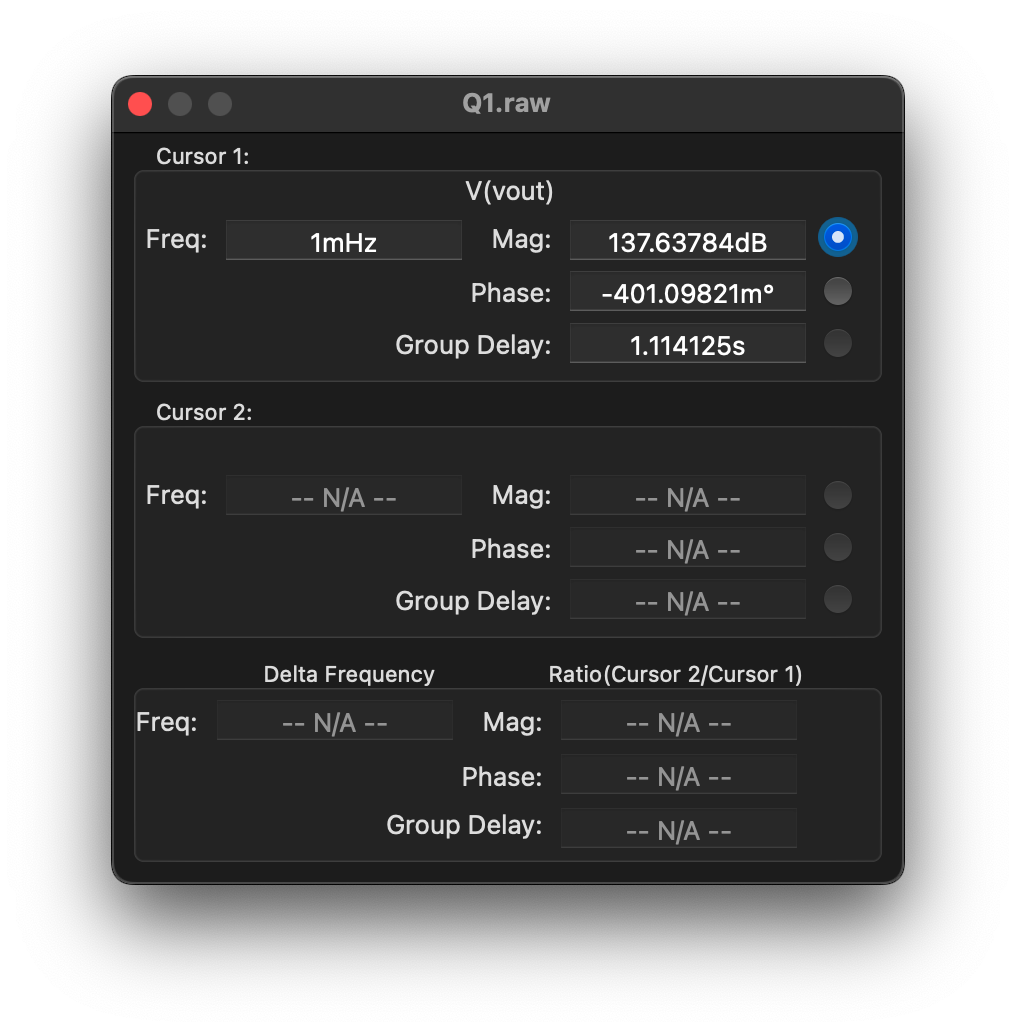 Q1.raw
Cursor 1:
V(vout)
Freq: 1mHz Mag: 137.63784dB
Phase: -401.09821m°
Group Delay: 1.114125s
Cursor 2:
Freq: -- N/A -- Mag: -- N/A --
Phase: -- N/A --
Group Delay: -- N/A --
Delta Frequency Ratio(Cursor 2/Cursor 1)
Freq: -- N/A -- Mag: -- N/A --
Phase: -- N/A --
Group Delay: -- N/A --